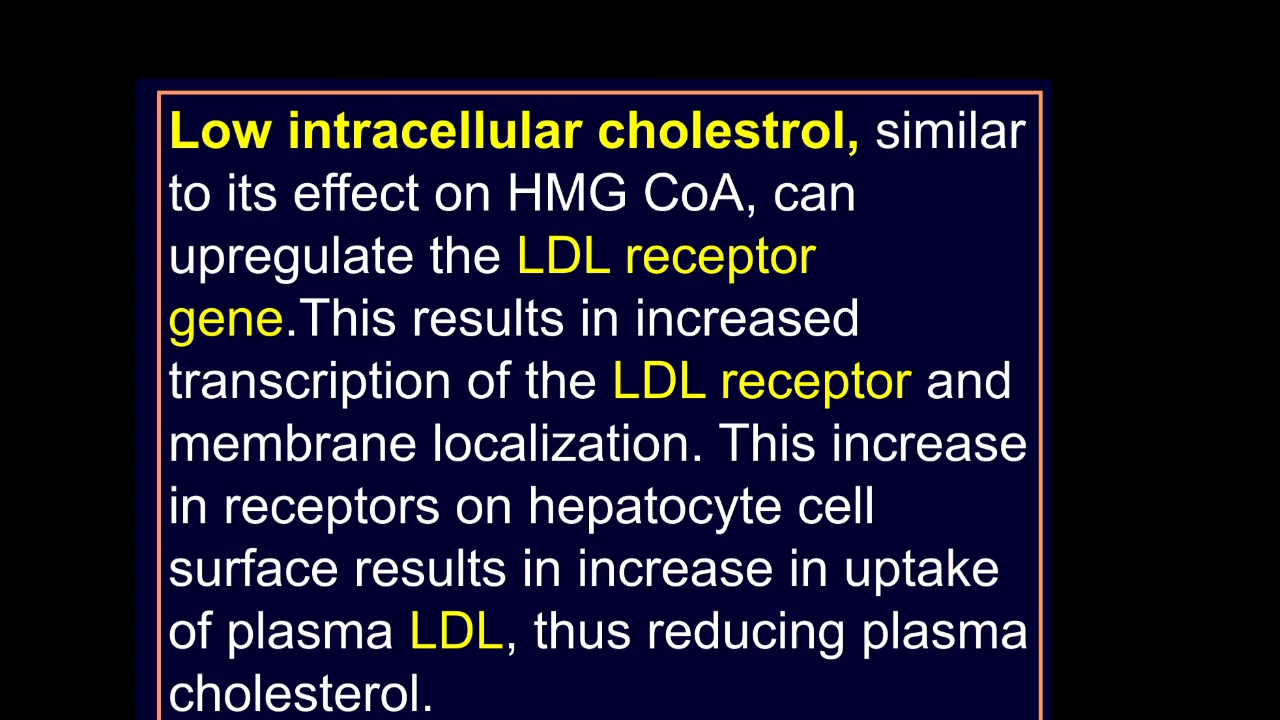 Low intracellular cholestrol, similar
to its effect on HMG CoA, can
upregulate the LDL receptor
gene.This results in increased
transcription of the LDL receptor and
membrane localization. This increase
in receptors on hepatocyte cell
surface results in increase in uptake
of plasma LDL, thus reducing plasma
cholesterol.